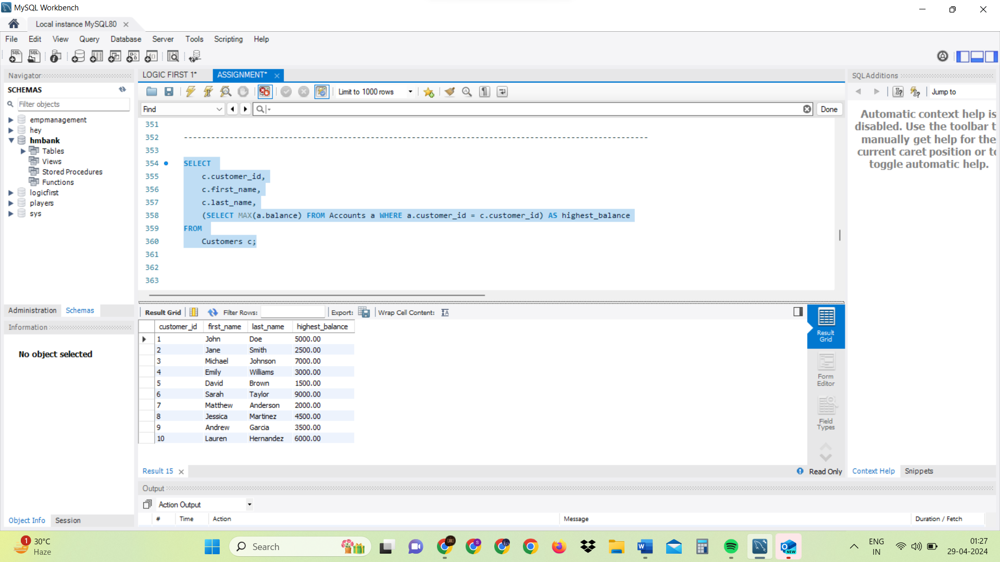 MySQL Workbench
Local instance MySQL80
File Edit View Query Database Server Tools Scripting Help
Navigator
SCHEMAS
Filter objects
empmanagement
hey
hmbank
Tables
Views
Stored Procedures
Functions
logicfirst
players
sys
Administration Schemas
Information
No object selected
Object Info Session
LOGIC FIRST 1* ASSIGNMENT*
Limit to 1000 rows
Find Done
351
352 ------------------------------------------------------------------------------------------------------
353
354 SELECT
355 c.customer_id,
356 c.first_name,
357 c.last_name,
358 (SELECT MAX(a.balance) FROM Accounts a WHERE a.customer_id = c.customer_id) AS highest_balance
359 FROM
360 Customers c;
361
362
363
Result Grid Filter Rows: Export: Wrap Cell Content:
customer_id first_name last_name highest_balance
1 John Doe 5000.00
2 Jane Smith 2500.00
3 Michael Johnson 7000.00
4 Emily Williams 3000.00
5 David Brown 1500.00
6 Sarah Taylor 9000.00
7 Matthew Anderson 2000.00
8 Jessica Martinez 4500.00
9 Andrew Garcia 3500.00
10 Lauren Hernandez 6000.00
Result
Grid
Form
Editor
Field
Types
Result 15 Read Only
Output
Action Output
# Time Action Message Duration / Fetch
SQLAdditions
Jump to
Automatic context help is
disabled. Use the toolbar t
manually get help for the
current caret position or to
toggle automatic help.
Context Help Snippets
1
30°C
Haze
Search
NEW
ENG
IN
01:27
29-04-2024